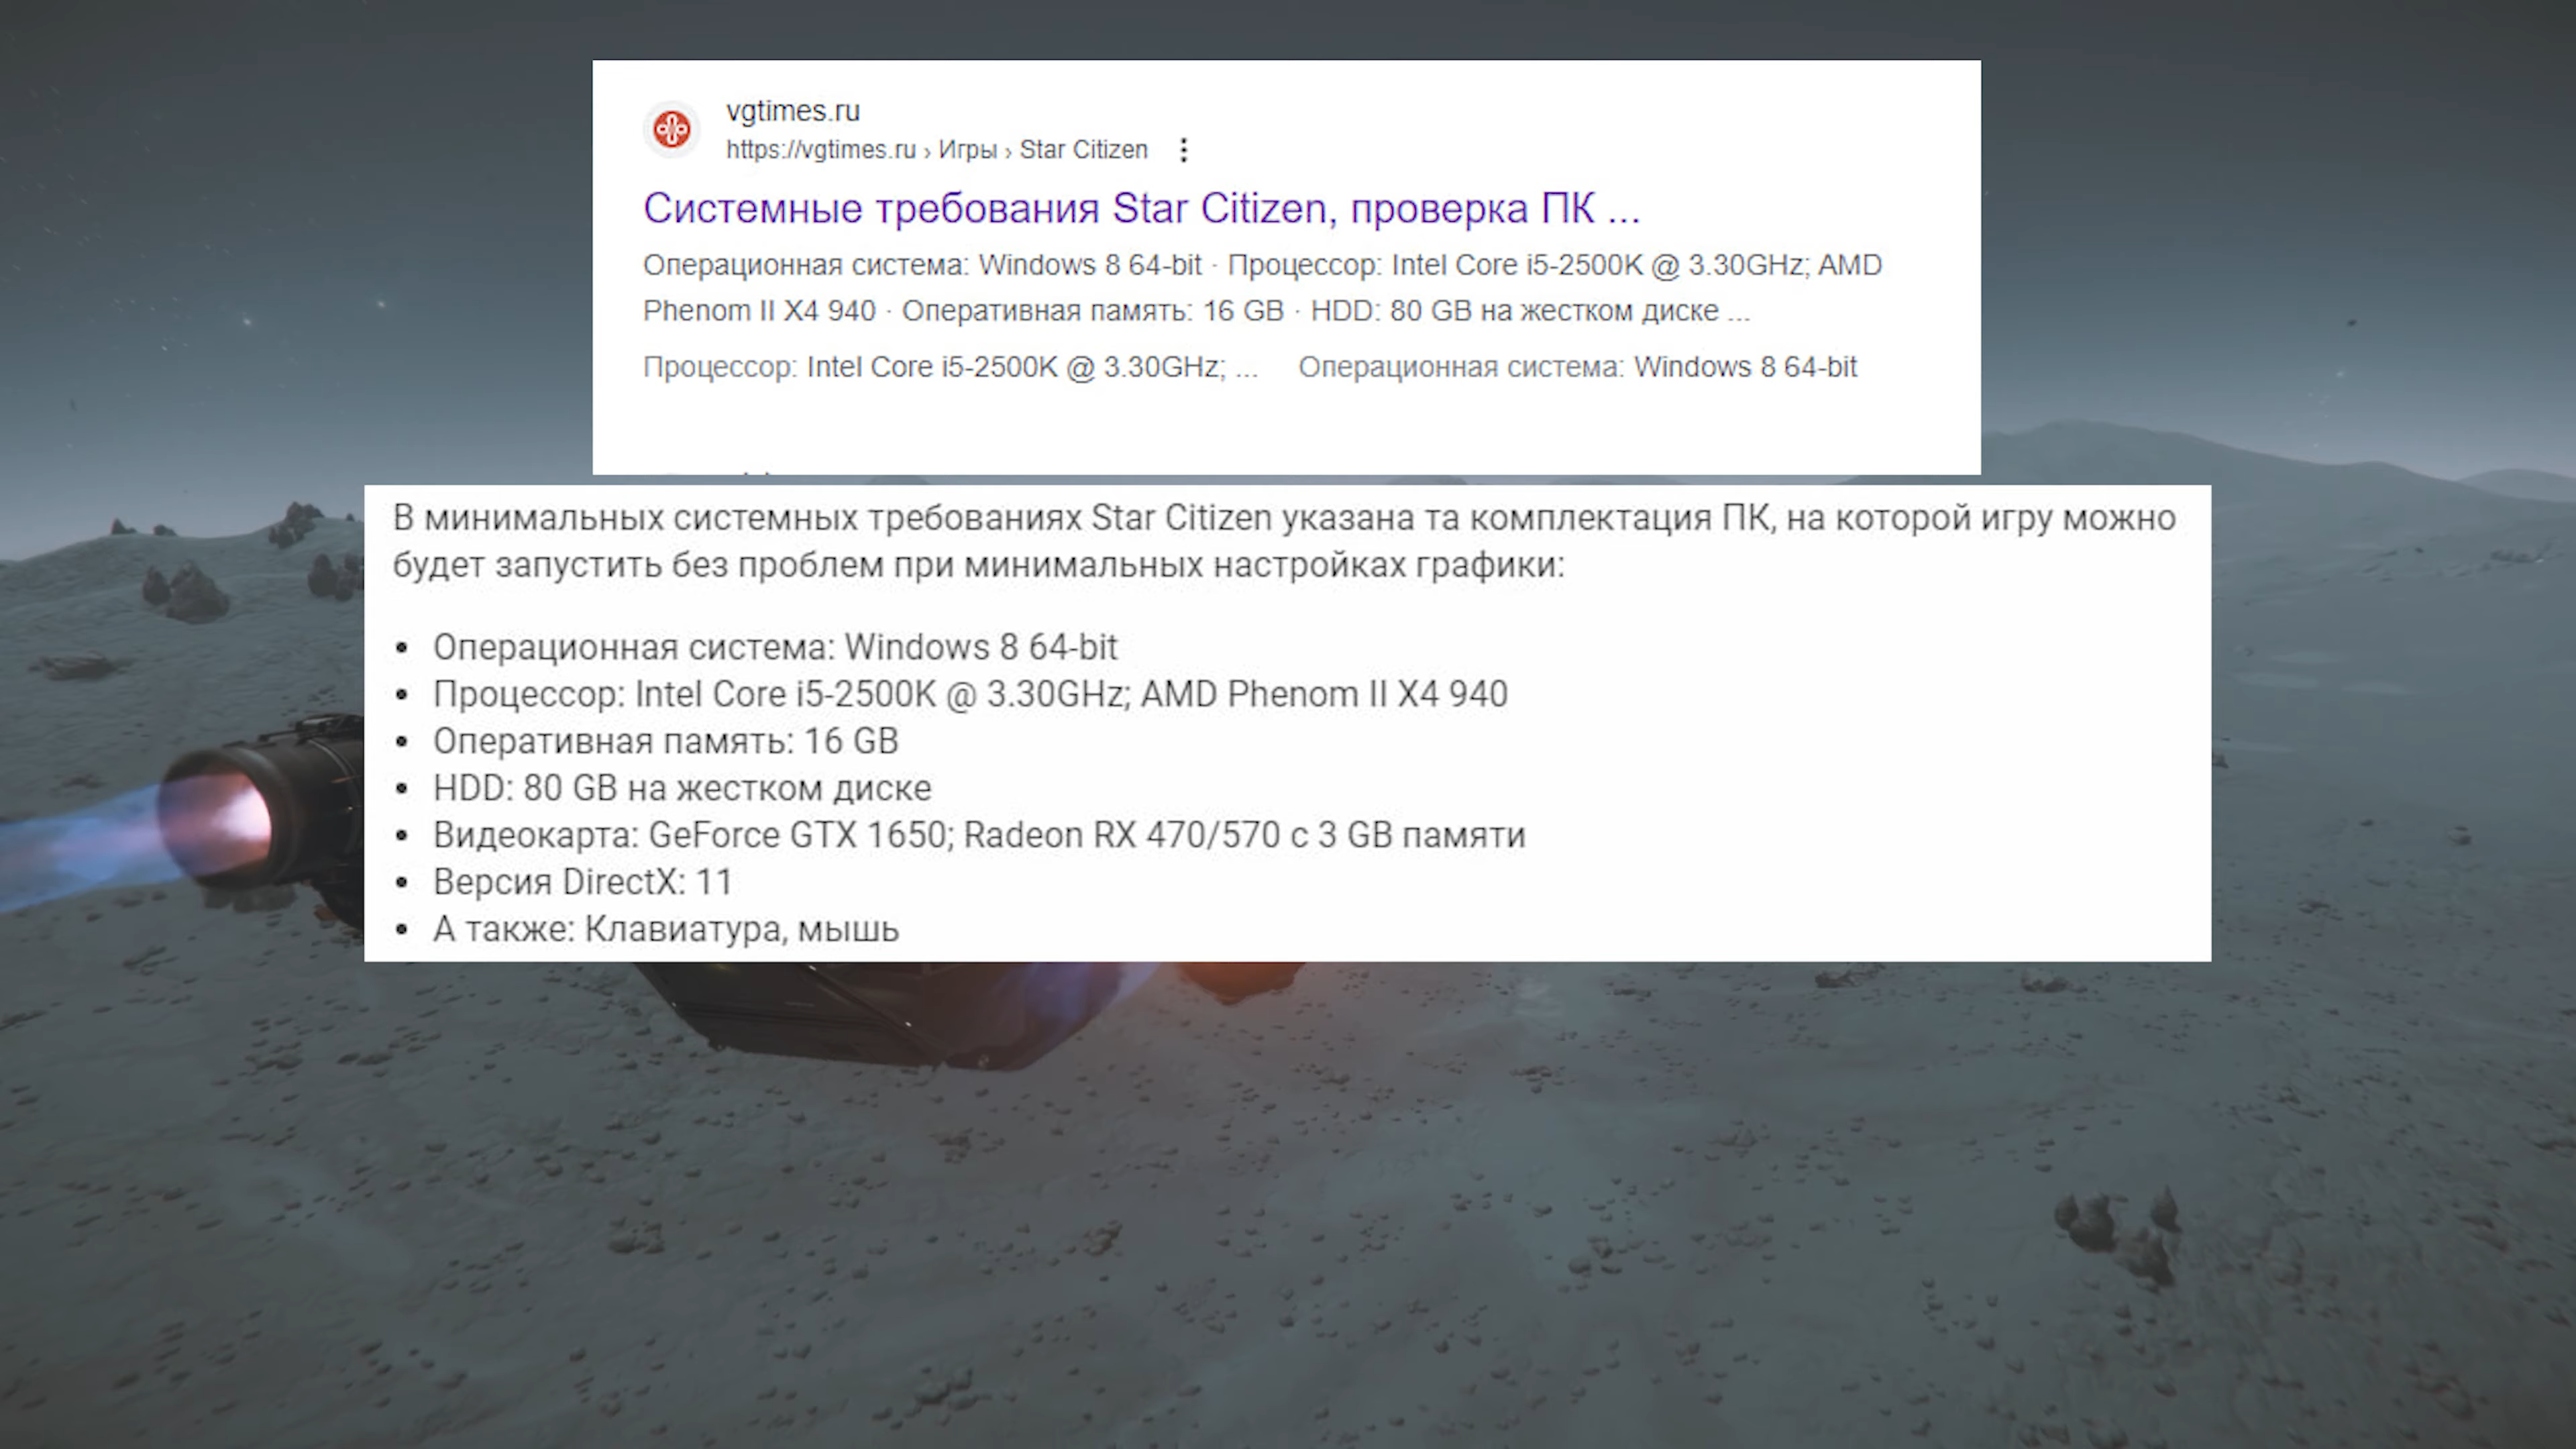 vgtimes.ru
https://vgtimes.ru › Игры › Star Citizen
Системные требования Star Citizen, проверка ПК ...
Операционная система: Windows 8 64-bit · Процессор: Intel Core i5-2500K @ 3.30GHz; AMD
Phenom II X4 940 · Оперативная память: 16 GB · HDD: 80 GB на жестком диске ...
Процессор: Intel Core i5-2500K @ 3.30GHz; ... Операционная система: Windows 8 64-bit
В минимальных системных требованиях Star Citizen указана та комплектация ПК, на которой игру можно
будет запустить без проблем при минимальных настройках графики:
• Операционная система: Windows 8 64-bit
• Процессор: Intel Core i5-2500K @ 3.30GHz; AMD Phenom II X4 940
• Оперативная память: 16 GB
• HDD: 80 GB на жестком диске
• Видеокарта: GeForce GTX 1650; Radeon RX 470/570 с 3 GB памяти
• Версия DirectX: 11
• А также: Клавиатура, мышь